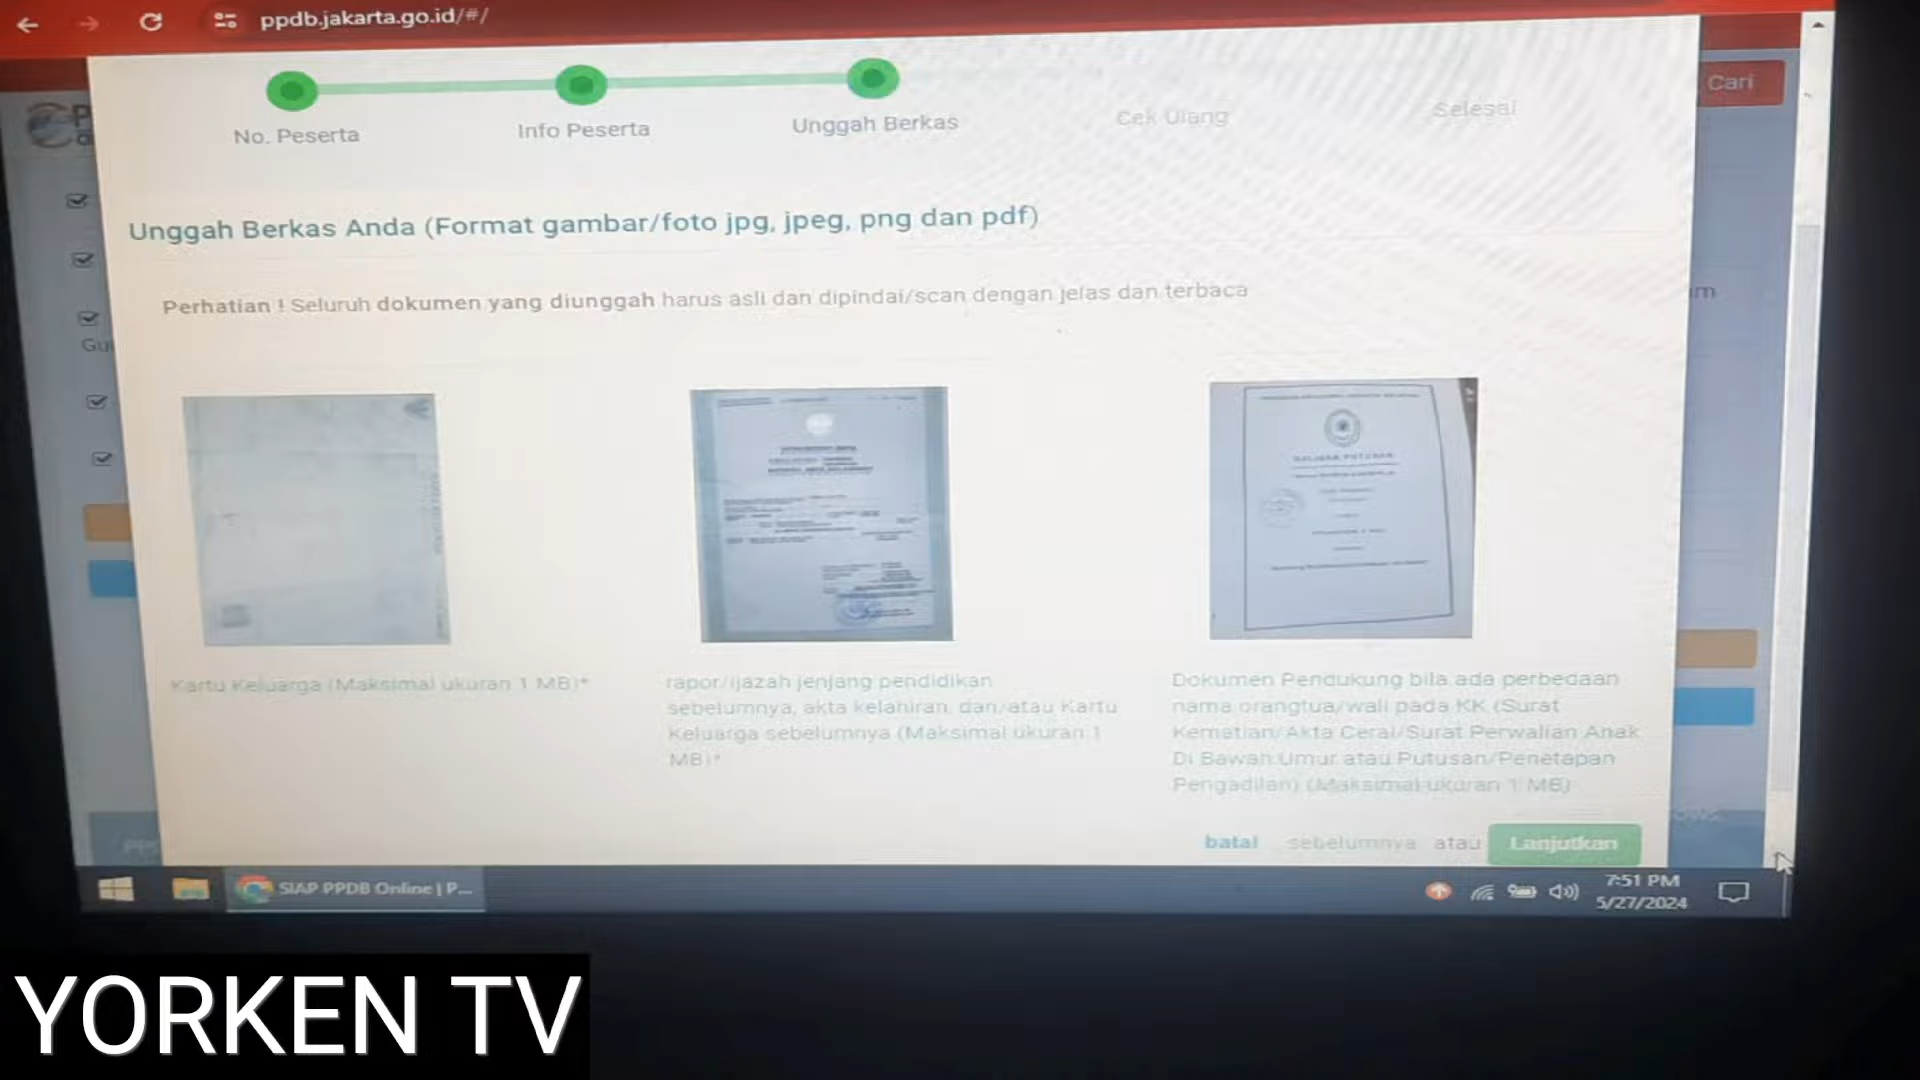 ppdb.jakarta.go.id/#/
Cari
No. Peserta
Info Peserta
Unggah Berkas
Cek Ulang
Selesai
Unggah Berkas Anda (Format gambar/foto jpg, jpeg, png dan pdf)
Perhatian ! Seluruh dokumen yang diunggah harus asli dan dipindai/scan dengan jelas dan terbaca
SALINAN PUTUSAN
Kartu Keluarga (Maksimal ukuran 1 MB)*
rapor/ijazah jenjang pendidikan
sebelumnya, akta kelahiran, dan/atau Kartu
Keluarga sebelumnya (Maksimal ukuran 1
MB)*
Dokumen Pendukung bila ada perbedaan
nama orangtua/wali pada KK (Surat
Kematian/Akta Cerai/Surat Perwalian Anak
Di Bawah Umur atau Putusan/Penetapan
Pengadilan) (Maksimal ukuran 1 MB)
batal sebelumnya atau Lanjutkan
SIAP PPDB Online | P...
7:51 PM
5/27/2024
YORKEN TV